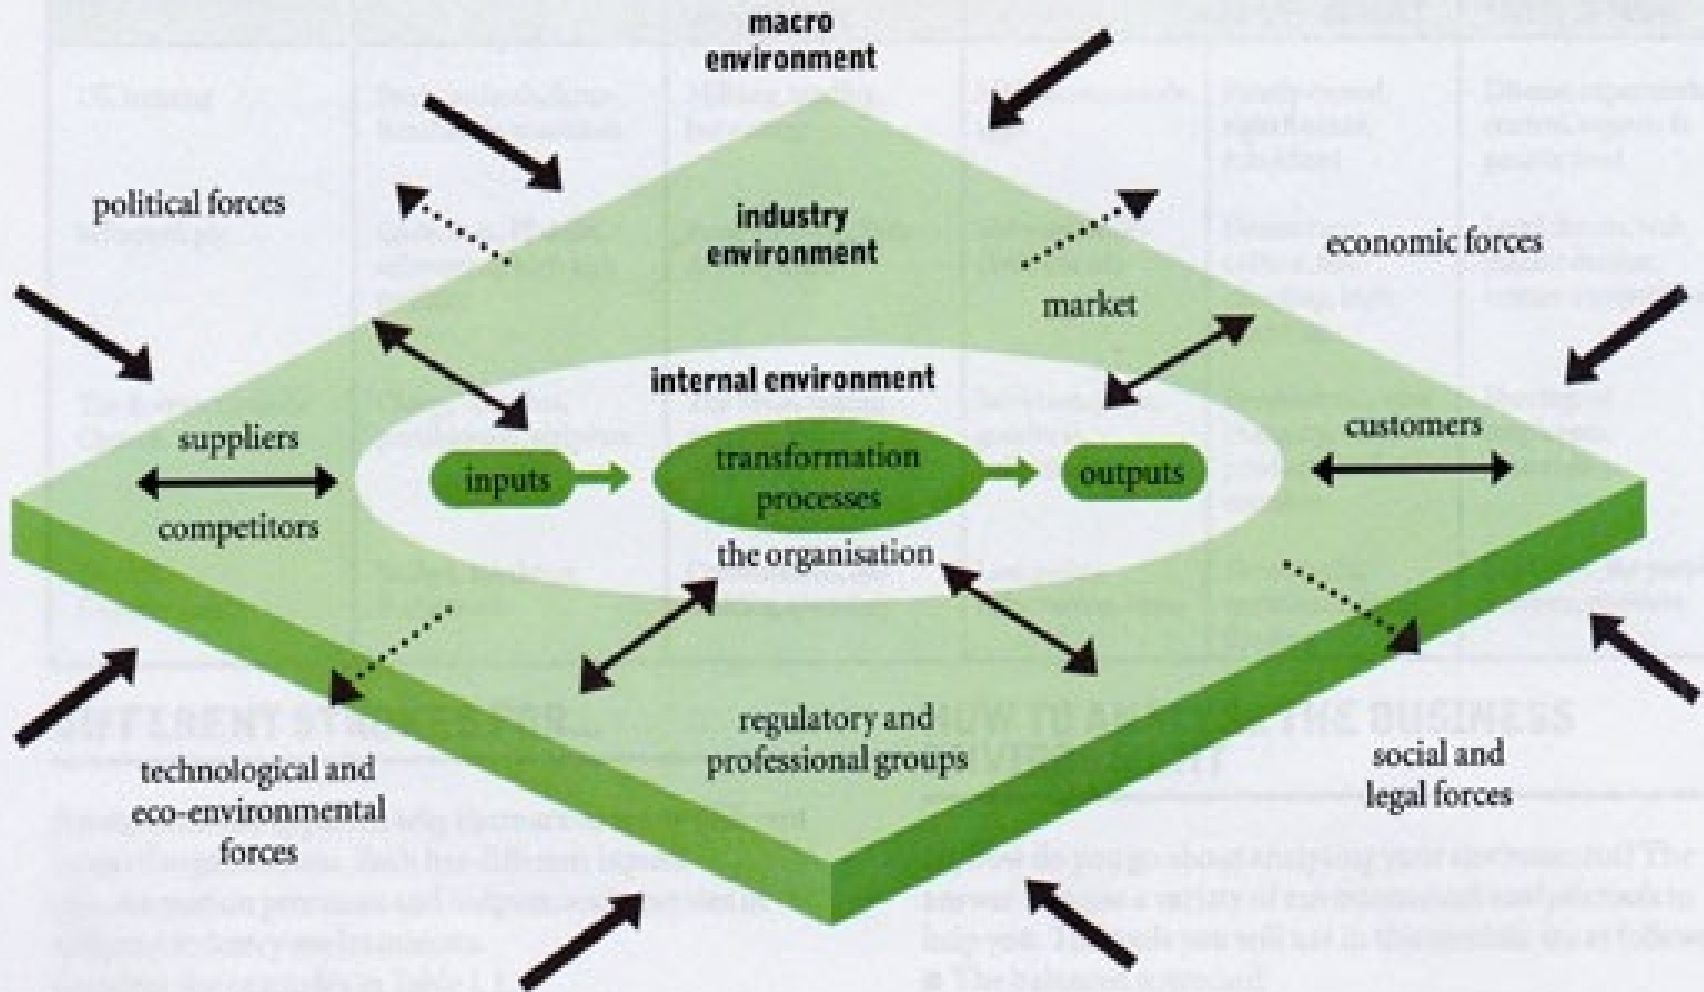 macro
environment
political forces
industry
environment
economic forces
market
internal environment
suppliers
customers
inputs
transformation
processes
outputs
competitors
the organisation
regulatory and
professional groups
technological and
eco-environmental
forces
social and
legal forces